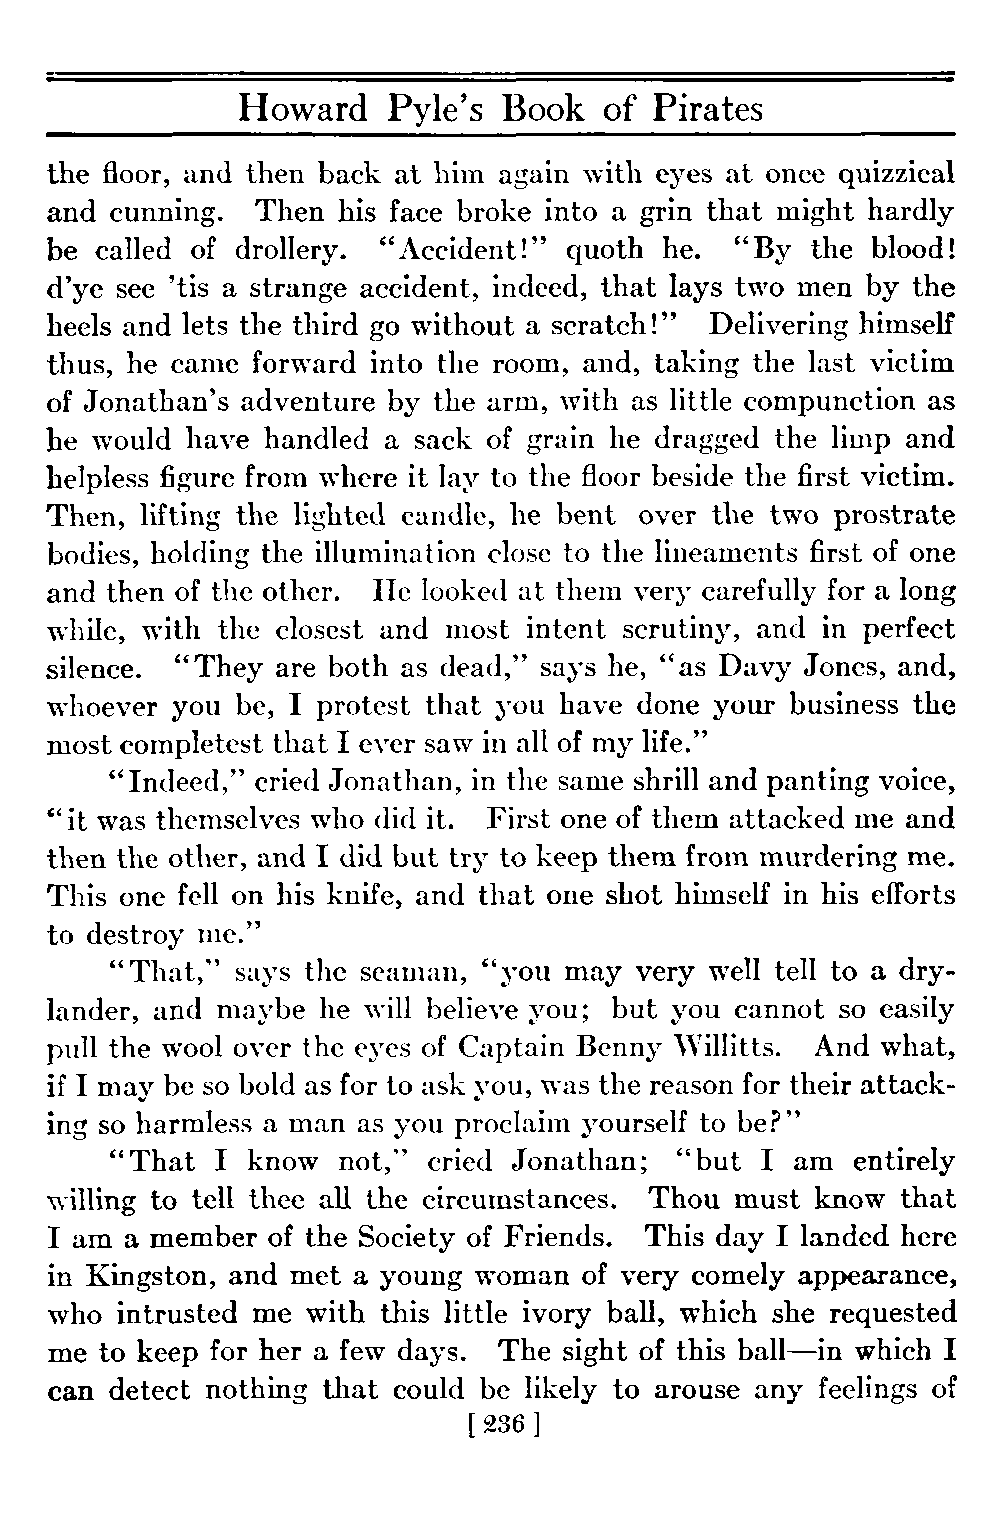 Howard Pyle's Book of Pirates
the floor, and then back at him again with eyes at once quizzical
and cunning. Then his face broke into a grin that might hardly
be called of drollery. “Accident!” quoth he. “By the blood!
d'ye see 'tis a strange accident, indeed, that lays two men by the
heels and lets the third go without a scratch!” Delivering himself
thus, he came forward into the room, and, taking the last victim
of Jonathan's adventure by the arm, with as little compunction as
he would have handled a sack of grain he dragged the limp and
helpless figure from where it lay to the floor beside the first victim.
Then, lifting the lighted candle, he bent over the two prostrate
bodies, holding the illumination close to the lineaments first of one
and then of the other. He looked at them very carefully for a long
while, with the closest and most intent scrutiny, and in perfect
silence. “They are both as dead,” says he, “as Davy Jones, and,
whoever you be, I protest that you have done your business the
most completest that I ever saw in all of my life.”
“Indeed,” cried Jonathan, in the same shrill and panting voice,
“it was themselves who did it. First one of them attacked me and
then the other, and I did but try to keep them from murdering me.
This one fell on his knife, and that one shot himself in his efforts
to destroy me.”
“That,” says the seaman, “you may very well tell to a dry-
lander, and maybe he will believe you; but you cannot so easily
pull the wool over the eyes of Captain Benny Willitts. And what,
if I may be so bold as for to ask you, was the reason for their attack-
ing so harmless a man as you proclaim yourself to be?”
“That I know not,” cried Jonathan; “but I am entirely
willing to tell thee all the circumstances. Thou must know that
I am a member of the Society of Friends. This day I landed here
in Kingston, and met a young woman of very comely appearance,
who intrusted me with this little ivory ball, which she requested
me to keep for her a few days. The sight of this ball—in which I
can detect nothing that could be likely to arouse any feelings of
[ 236 ]